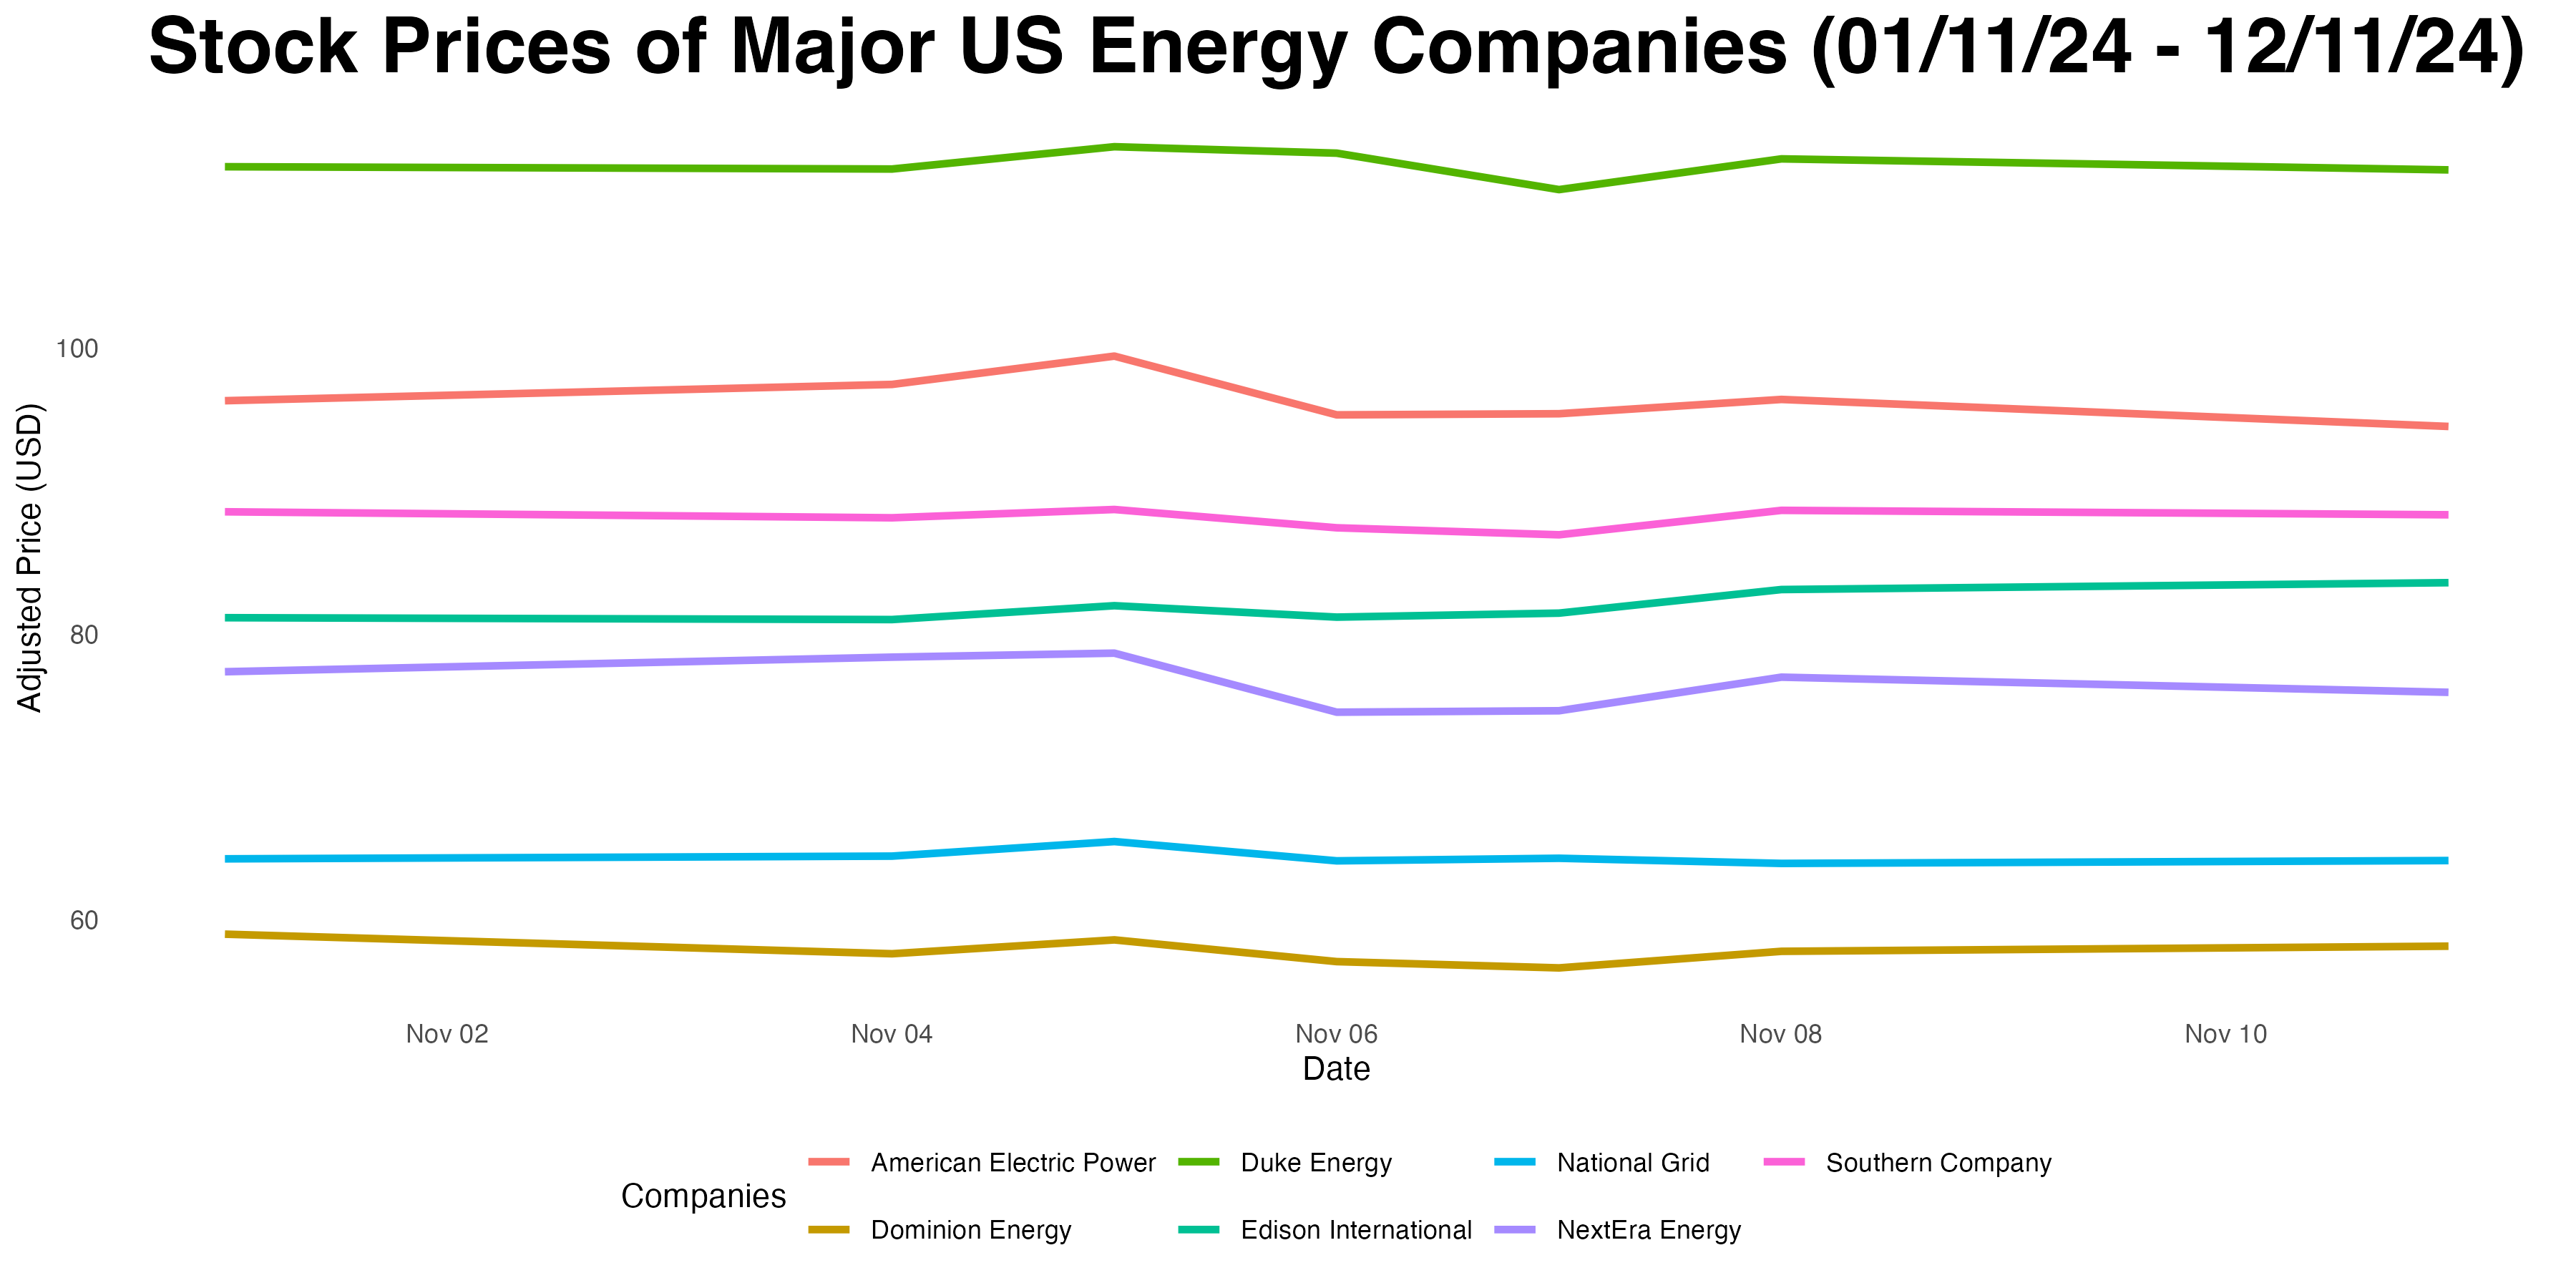 Stock Prices of Major US Energy Companies (01/11/24 - 12/11/24)
Adjusted Price (USD)
100
80
60
Nov 02 Nov 04 Nov 06 Nov 08 Nov 10
Date
Companies
American Electric Power Duke Energy National Grid Southern Company
Dominion Energy Edison International NextEra Energy